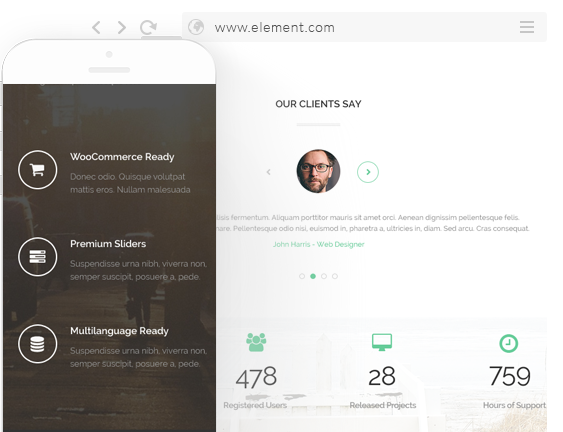 www.element.com
WooCommerce Ready
Donec odio. Quisque volutpat
mattis eros. Nullam malesuada
Premium Sliders
Suspendisse urna nibh, viverra non,
semper suscipit, posuere a, pede.
Multilanguage Ready
Suspendisse urna nibh, viverra non,
semper suscipit, posuere a, pede.
OUR CLIENTS SAY
fermentum. Aliquam porttitor mauris sit amet orci. Aenean dignissim pellentesque felis.
Pellentesque odio nisi, euismod in, pharetra a, ultricies in, diam. Sed arcu. Cras consequat.
John Harris - Web Designer
478
Registered Users
28
Released Projects
759
Hours of Support